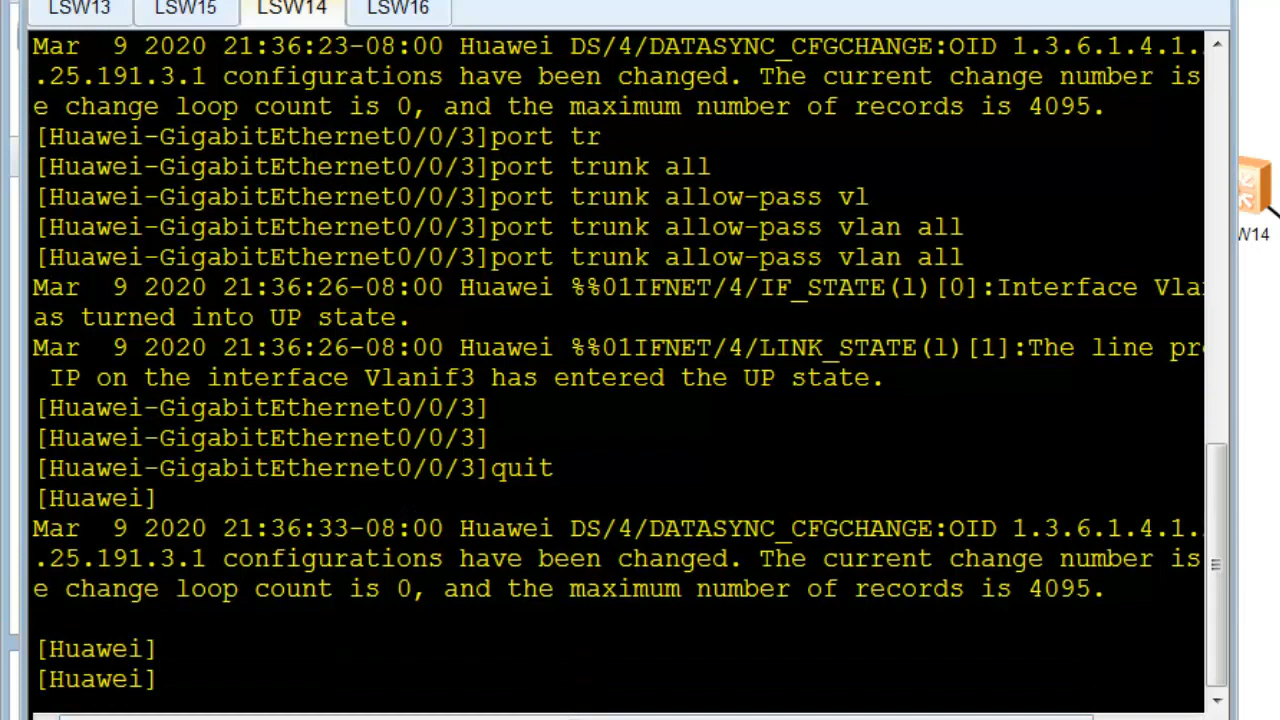 LSW13 LSW15 LSW14 LSW16
Mar  9 2020 21:36:23-08:00 Huawei DS/4/DATASYNC_CFGCHANGE:OID 1.3.6.1.4.1.
.25.191.3.1 configurations have been changed. The current change number is
e change loop count is 0, and the maximum number of records is 4095.
[Huawei-GigabitEthernet0/0/3]port tr
[Huawei-GigabitEthernet0/0/3]port trunk all
[Huawei-GigabitEthernet0/0/3]port trunk allow-pass vl
[Huawei-GigabitEthernet0/0/3]port trunk allow-pass vlan all
[Huawei-GigabitEthernet0/0/3]port trunk allow-pass vlan all
Mar  9 2020 21:36:26-08:00 Huawei %%01IFNET/4/IF_STATE(l)[0]:Interface Vla
as turned into UP state.
Mar  9 2020 21:36:26-08:00 Huawei %%01IFNET/4/LINK_STATE(l)[1]:The line pr
IP on the interface Vlanif3 has entered the UP state.
[Huawei-GigabitEthernet0/0/3]
[Huawei-GigabitEthernet0/0/3]
[Huawei-GigabitEthernet0/0/3]quit
[Huawei]
Mar  9 2020 21:36:33-08:00 Huawei DS/4/DATASYNC_CFGCHANGE:OID 1.3.6.1.4.1.
.25.191.3.1 configurations have been changed. The current change number is
e change loop count is 0, and the maximum number of records is 4095.
[Huawei]
[Huawei]
W14